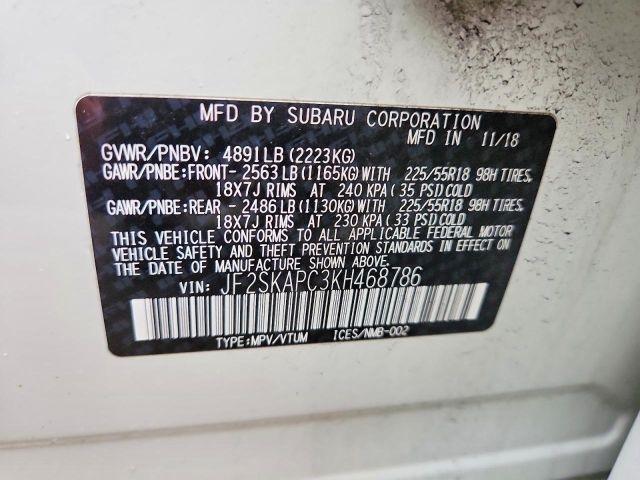 MFD BY SUBARU CORPORATION
MFD IN 11/18
GVWR/PNBV: 4891LB (2223KG)
GAWR/PNBE:FRONT- 2563LB (1165KG) WITH 225/55R18 98H TIRES,
18X7J RIMS AT 240 KPA (35 PSI) COLD
GAWR/PNBE:REAR - 2486LB (1130KG) WITH 225/55R18 98H TIRES,
18X7J RIMS AT 230 KPA (33 PSI) COLD
THIS VEHICLE CONFORMS TO ALL APPLICABLE FEDERAL MOTOR
VEHICLE SAFETY AND THEFT PREVENTION STANDARDS IN EFFECT
ON THE DATE OF MANUFACTURE SHOWN ABOVE.
VIN: JF2SKAPC3KH468786
TYPE:MPV/VTUM ICES/NMB-002